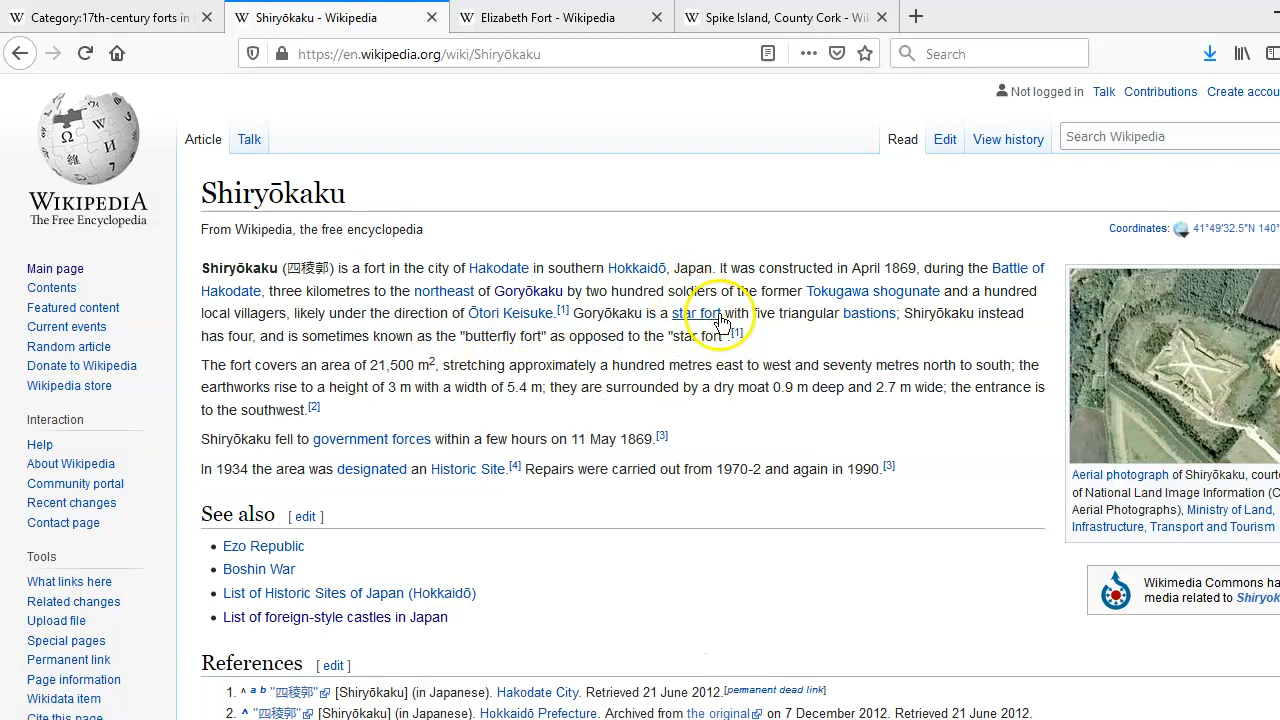 Category:17th-century forts in
Shiryōkaku - Wikipedia
Elizabeth Fort - Wikipedia
Spike Island, County Cork - Wi
https://en.wikipedia.org/wiki/Shiryōkaku
Search
Not logged in Talk Contributions Create accou
Article Talk Read Edit View history Search Wikipedia
WIKIPEDIA
The Free Encyclopedia
Main page
Contents
Featured content
Current events
Random article
Donate to Wikipedia
Wikipedia store
Interaction
Help
About Wikipedia
Community portal
Recent changes
Contact page
Tools
What links here
Related changes
Upload file
Special pages
Permanent link
Page information
Wikidata item
Cite this page
Shiryōkaku
From Wikipedia, the free encyclopedia
Coordinates: 41°49′32.5″N 140°
Shiryōkaku (四稜郭) is a fort in the city of Hakodate in southern Hokkaidō, Japan. It was constructed in April 1869, during the Battle of
Hakodate, three kilometres to the northeast of Goryōkaku by two hundred soldiers of the former Tokugawa shogunate and a hundred
local villagers, likely under the direction of Ōtori Keisuke.[1] Goryōkaku is a star fort with five triangular bastions; Shiryōkaku instead
has four, and is sometimes known as the "butterfly fort" as opposed to the "star fort".[1]
The fort covers an area of 21,500 m2, stretching approximately a hundred metres east to west and seventy metres north to south; the
earthworks rise to a height of 3 m with a width of 5.4 m; they are surrounded by a dry moat 0.9 m deep and 2.7 m wide; the entrance is
to the southwest.[2]
Shiryōkaku fell to government forces within a few hours on 11 May 1869.[3]
In 1934 the area was designated an Historic Site.[4] Repairs were carried out from 1970-2 and again in 1990.[3]
See also [ edit ]
• Ezo Republic
• Boshin War
• List of Historic Sites of Japan (Hokkaidō)
• List of foreign-style castles in Japan
References [ edit ]
1. ^ a b "四稜郭" [Shiryōkaku] (in Japanese). Hakodate City. Retrieved 21 June 2012.[permanent dead link]
2. ^ "四稜郭" [Shiryōkaku] (in Japanese). Hokkaidō Prefecture. Archived from the original on 7 December 2012. Retrieved 21 June 2012.
Aerial photograph of Shiryōkaku, courte
of National Land Image Information (C
Aerial Photographs), Ministry of Land,
Infrastructure, Transport and Tourism
Wikimedia Commons ha
media related to Shiryok